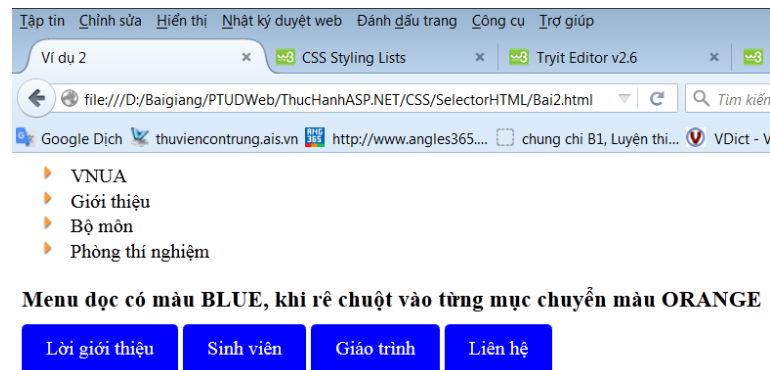 Tập tin Chỉnh sửa Hiển thị Nhật ký duyệt web Đánh dấu trang Công cụ Trợ giúp
Ví dụ 2 × CSS Styling Lists × Tryit Editor v2.6 ×
file:///D:/Baigiang/PTUDWeb/ThucHanhASP.NET/CSS/SelectorHTML/Bai2.html Tìm kiến
Google Dịch thuviencontrung.ais.vn http://www.angles365.... chung chi B1, Luyện thi... VDict - V
VNUA
Giới thiệu
Bộ môn
Phòng thí nghiệm
Menu dọc có màu BLUE, khi rê chuột vào từng mục chuyển màu ORANGE
Lời giới thiệu Sinh viên Giáo trình Liên hệ